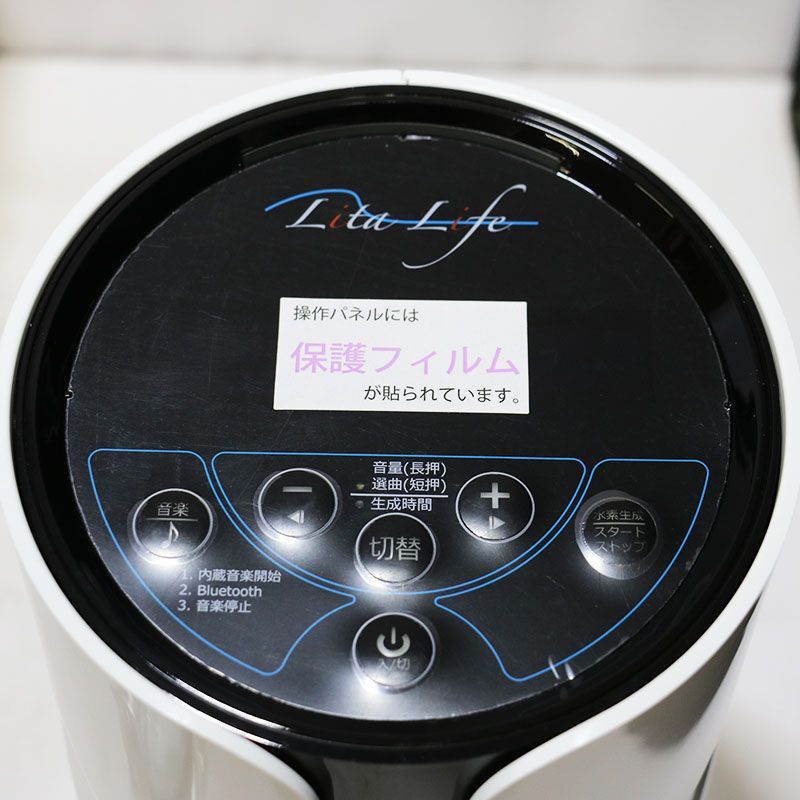 Lita Life
操作パネルには
保護フィルム
が貼られています。
音量(長押)
選曲(短押)
生成時間
−
+
音楽
♪
切替
水素生成
スタート
ストップ
1. 内蔵音楽開始
2. Bluetooth
3. 音楽停止
入/切